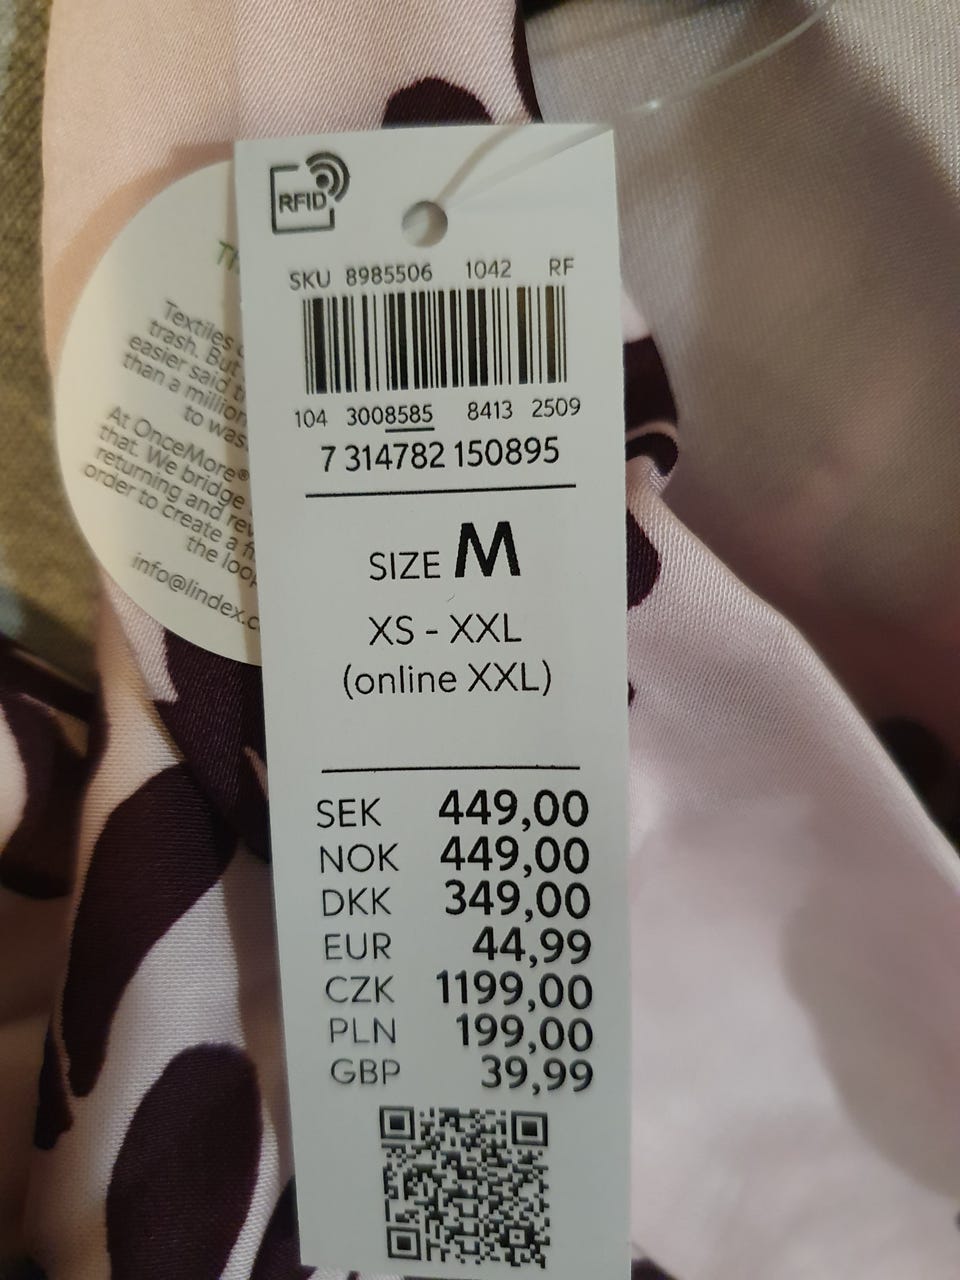 RFID
SKU 8985506 1042 RF
104 3008585 8413 2509
7 314782 150895
SIZE M
XS - XXL
(online XXL)
SEK 449,00
NOK 449,00
DKK 349,00
EUR 44,99
CZK 1199,00
PLN 199,00
GBP 39,99
Textiles
trash. But
easier said
than a million
to
At OnceMore®
that. We bridge
returning and
order to create a
the
info@lindex.c